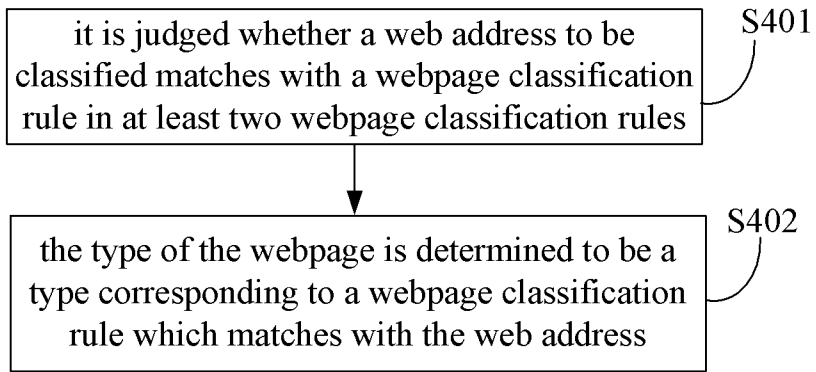 it is judged whether a web address to be
classified matches with a webpage classification
rule in at least two webpage classification rules
S401
the type of the webpage is determined to be a
type corresponding to a webpage classification
rule which matches with the web address
S402